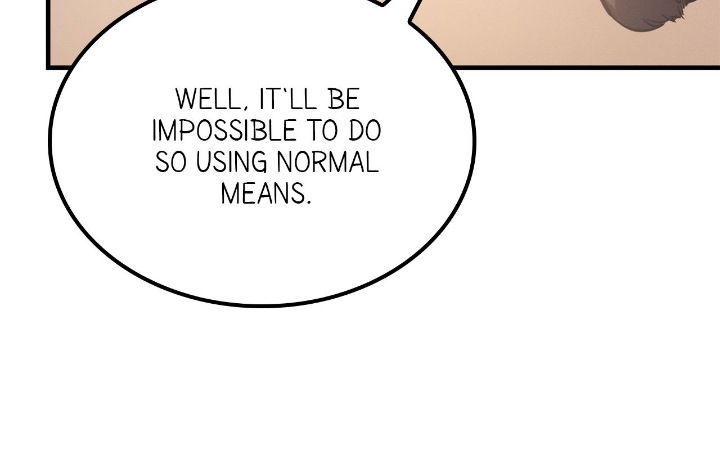 WELL, IT'LL BE
IMPOSSIBLE TO DO
SO USING NORMAL
MEANS.